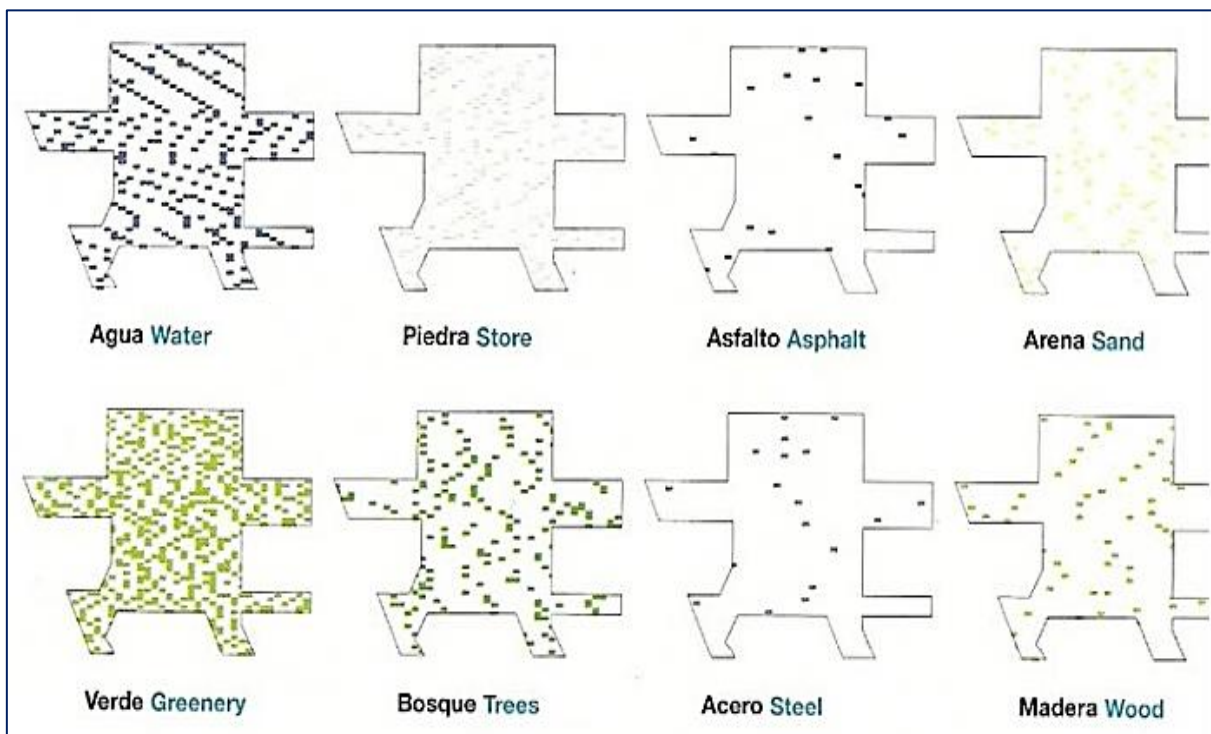 Agua Water
Piedra Store
Asfalto Asphalt
Arena Sand
Verde Greenery
Bosque Trees
Acero Steel
Madera Wood